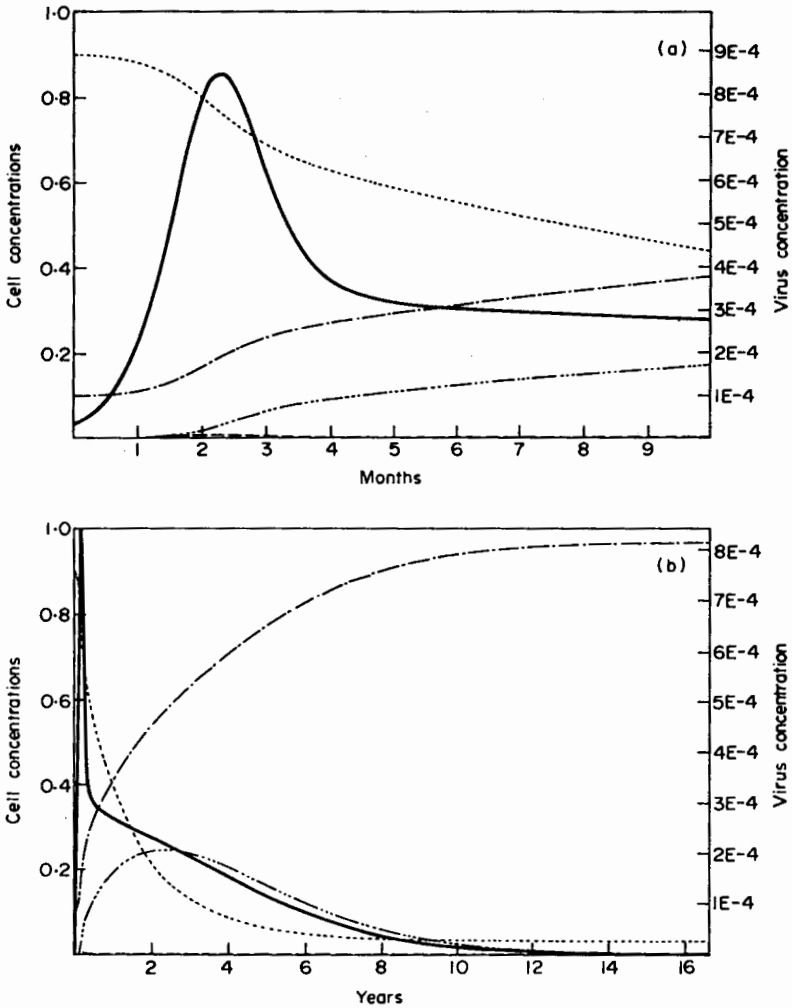 1·0
0·8
0·6
0·4
0·2
Cell concentrations
(a)
9E-4
8E-4
7E-4
6E-4
5E-4
4E-4
3E-4
2E-4
1E-4
Virus concentration
1 2 3 4 5 6 7 8 9
Months
1·0
0·8
0·6
0·4
0·2
Cell concentrations
(b)
8E-4
7E-4
6E-4
5E-4
4E-4
3E-4
2E-4
1E-4
Virus concentration
2 4 6 8 10 12 14 16
Years